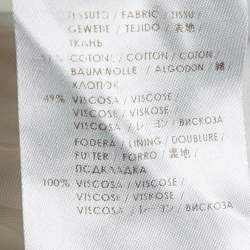 TESSUTO / FABRIC / TISSU /
GEWEBE / TEJIDO / 表地 /
ТКАНЬ
51% COTONE / COTTON / COTON /
BAUMWOLLE / ALGODON / 綿 /
ХЛОПОК
49% VISCOSA / VISCOSE /
VISCOSE / VISKOSE /
VISCOSA / レーヨン / ВИСКОЗА
FODERA / LINING / DOUBLURE /
FUTTER / FORRO / 裏地 /
ПОДКЛАДКА
100% VISCOSA / VISCOSE /
VISCOSE / VISKOSE /
VISCOSA / レーヨン / ВИСКОЗА